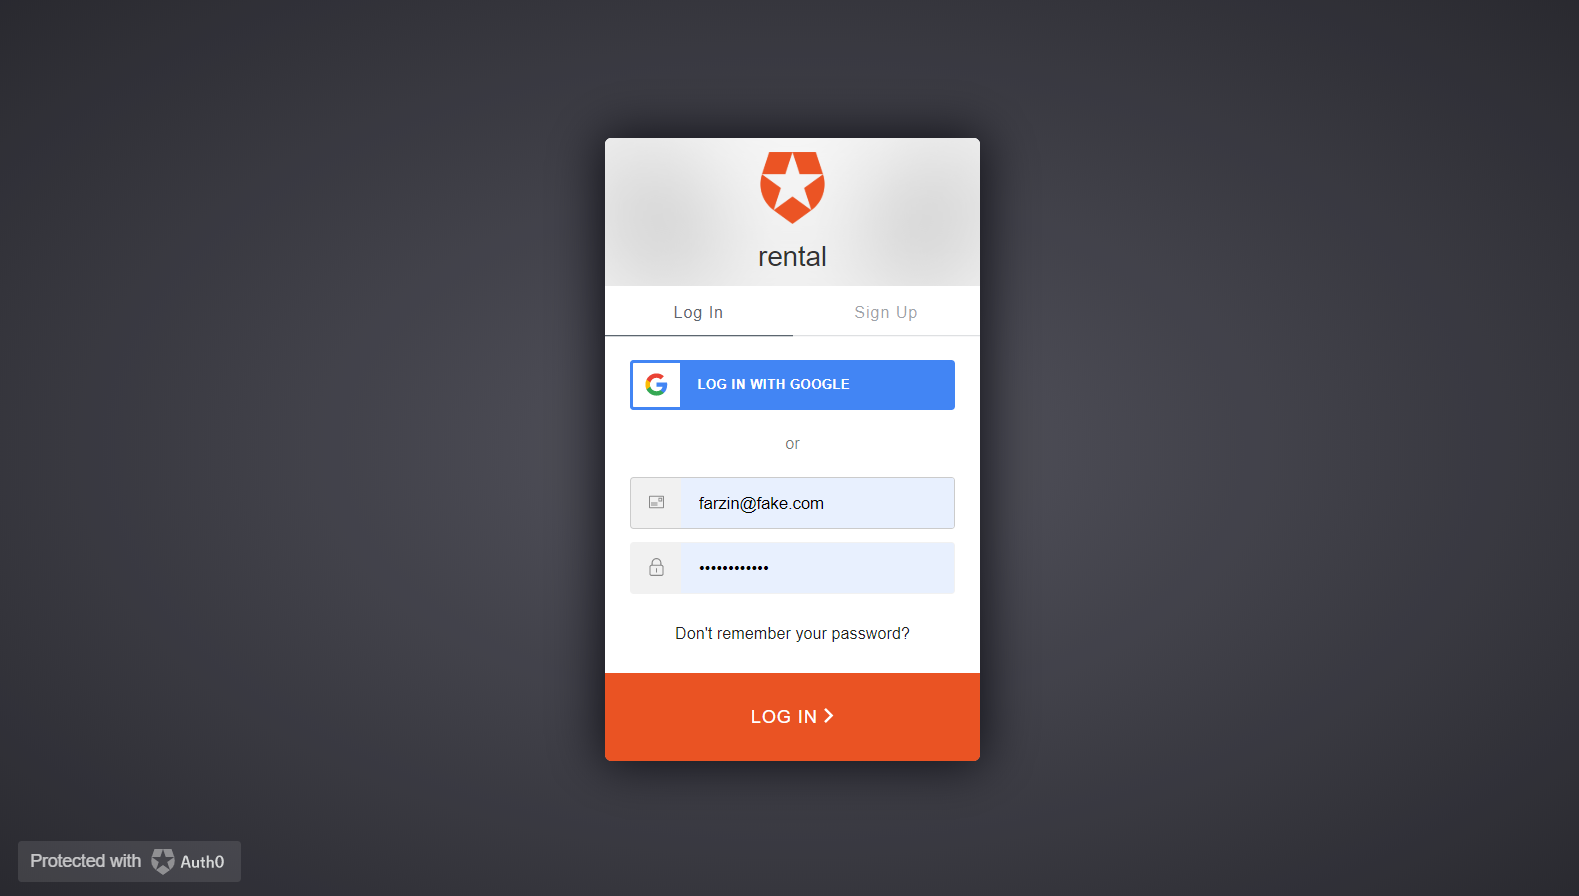 rental
Log In
Sign Up
LOG IN WITH GOOGLE
or
farzin@fake.com
••••••••••••
Don't remember your password?
LOG IN
Protected with Auth0